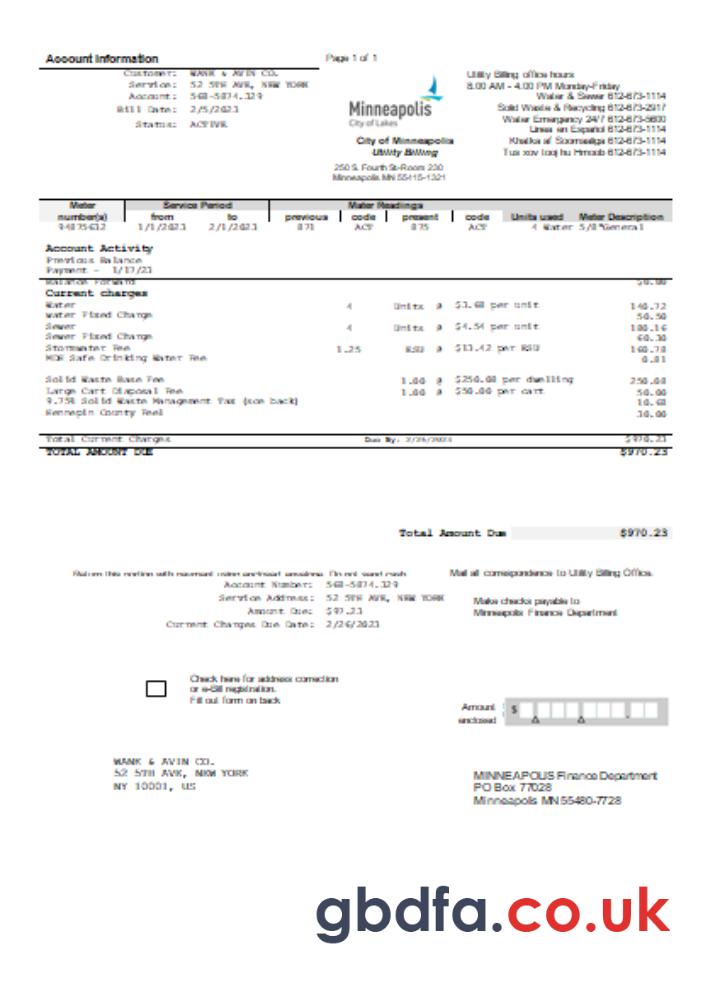 Account Information
Page 1 of 1
Customer: WANK & AVIN CO.
Service: 52 5TH AVE, NEW YORK
Account: 568-5874.329
Bill Date: 2/5/2023
Status: ACTIVE
Minneapolis
City of Lakes
City of Minneapolis
Utility Billing
250 S. Fourth St-Room 230
Minneapolis MN 55415-1321
Utility Billing office hours
8:00 AM - 4:00 PM Monday-Friday
Water & Sewer 612-673-1114
Solid Waste & Recycling 612-673-2917
Water Emergency 24/7 612-673-5600
Linea en Español 612-673-1114
Khadka af Soomaaliga 612-673-1114
Tus xov tooj hu Hmoob 612-673-1114
Meter Service Period Meter Readings
number(s) from to previous code present code Units used Meter Description
94875612 1/1/2023 2/1/2023 871 ACT 875 ACT 4 Water 5/8"General
Account Activity
Previous Balance
Payment - 1/17/23
Balance Forward $0.00
Current charges
Water 4 Units @ $3.68 per unit 140.72
Water Fixed Charge 50.50
Sewer 4 Units @ $4.54 per unit 180.16
Sewer Fixed Charge 60.30
Stormwater Fee 1.25 ESU @ $13.42 per ESU 160.78
MDH Safe Drinking Water Fee 0.81
Solid Waste Base Fee 1.00 @ $250.08 per dwelling 250.08
Large Cart Disposal Fee 1.00 @ $50.00 per cart 50.00
9.75% Solid Waste Management Tax (see back) 10.68
Hennepin County Feel 30.00
Total Current Charges Due By: 2/26/2023 $970.23
TOTAL AMOUNT DUE $970.23
Total Amount Due $970.23
Return this portion with payment using enclosed envelope. Do not send cash
Mail all correspondence to Utility Billing Office.
Account Number: 568-5874.329
Service Address: 52 5TH AVE, NEW YORK
Amount Due: $97.23
Current Charges Due Date: 2/26/2023
Make checks payable to
Minneapolis Finance Department
Check here for address correction
or e-Bill registration.
Fill out form on back
Amount
enclosed
$
WANK & AVIN CO.
52 5TH AVE, NEW YORK
NY 10001, US
MINNEAPOLIS Finance Department
PO Box 77028
Minneapolis MN 55480-7728
gbdfa.co.uk